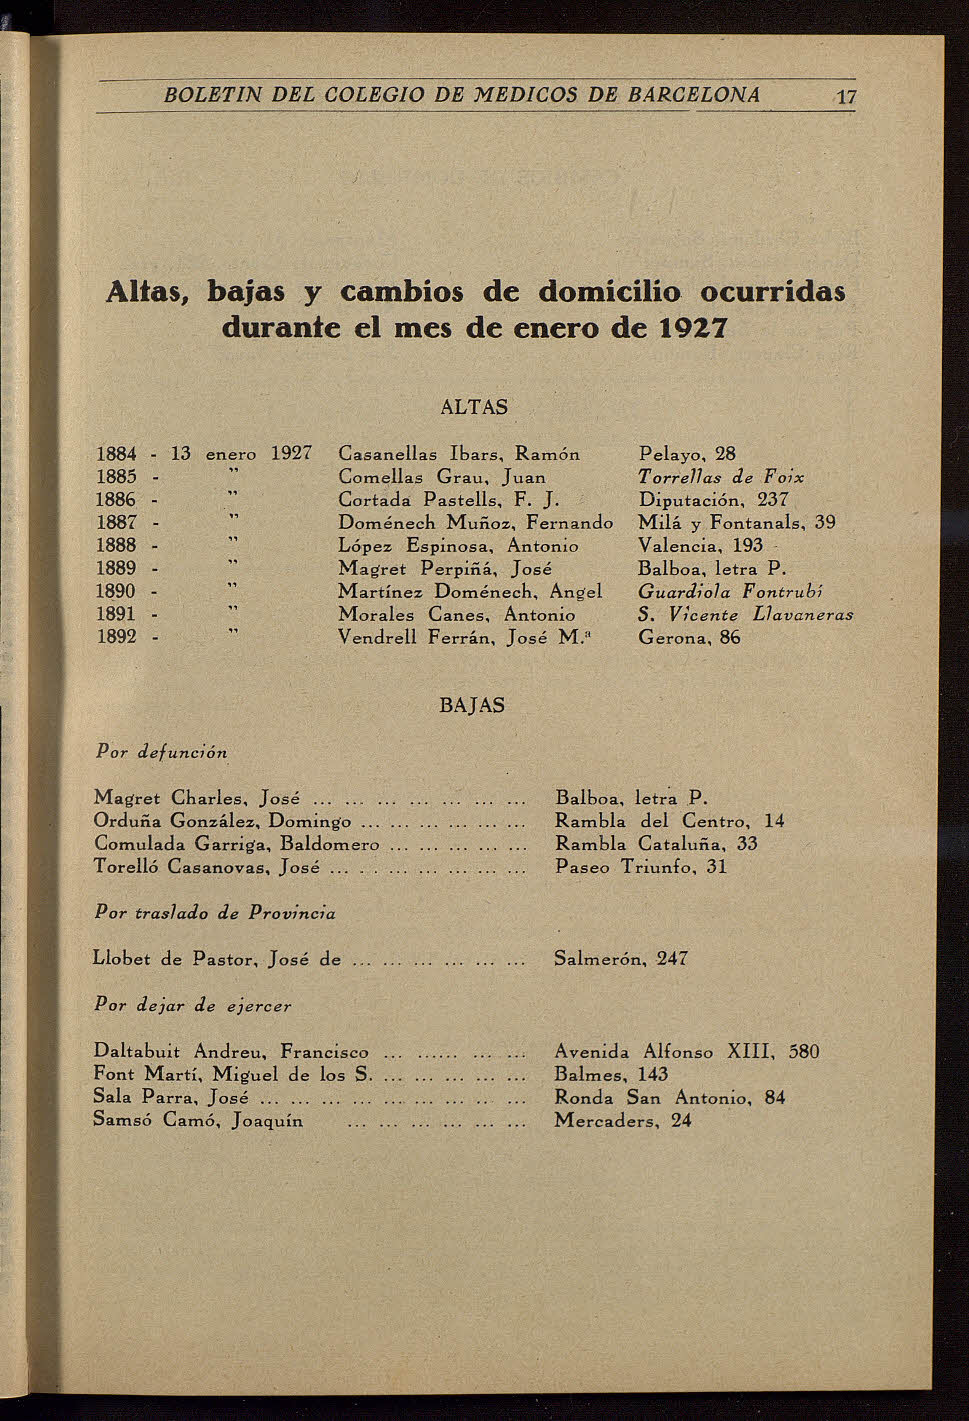 BOLETIN DEL COLEGIO DE MEDICOS DE BARCELONA 17
Altas, bajas y cambios de domicilio ocurridas
durante el mes de enero de 1927
ALTAS
1884 - 13 enero 1927 Casanellas Ibars, Ramón Pelayo, 28
1885 - " Comellas Grau, Juan Torrellas de Foix
1886 - " Cortada Pastells, F. J. Diputación, 237
1887 - " Doménech Muñoz, Fernando Milá y Fontanals, 39
1888 - " López Espinosa, Antonio Valencia, 193
1889 - " Magret Perpiñá, José Balboa, letra P.
1890 - " Martínez Doménech, Angel Guardiola Fontrubí
1891 - " Morales Canes, Antonio S. Vicente Llavaneras
1892 - " Vendrell Ferrán, José M.ª Gerona, 86
BAJAS
Por defunción
Magret Charles, José ... ... ... ... ... ... ... Balboa, letra P.
Orduña González, Domingo ... ... ... ... ... ... Rambla del Centro, 14
Comulada Garriga, Baldomero ... ... ... ... ... Rambla Cataluña, 33
Torelló Casanovas, José ... . . ... ... ... ... ... Paseo Triunfo, 31
Por traslado de Provincia
Llobet de Pastor, José de ... ... ... ... ... ... Salmerón, 247
Por dejar de ejercer
Daltabuit Andreu, Francisco ... ...... ... ... Avenida Alfonso XIII, 580
Font Martí, Miguel de los S. ... ... ... ... ... Balmes, 143
Sala Parra, José ... ... ... ... ... ... ... .. ... Ronda San Antonio, 84
Samsó Camó, Joaquín ... ... ... ... ... ... Mercaders, 24